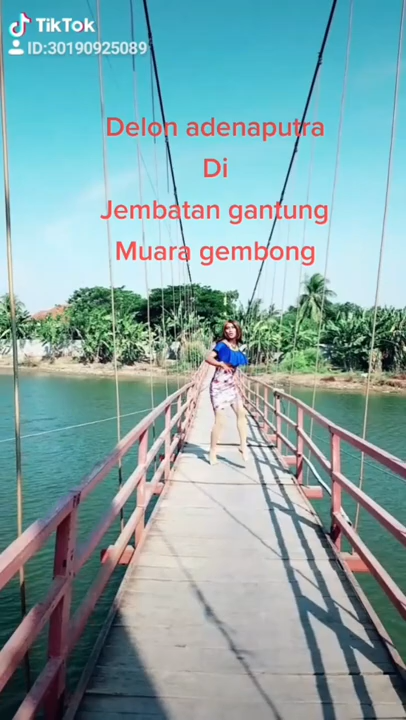 TikTok
ID:30190925089
Delon adenaputra
Di
Jembatan gantung
Muara gembong